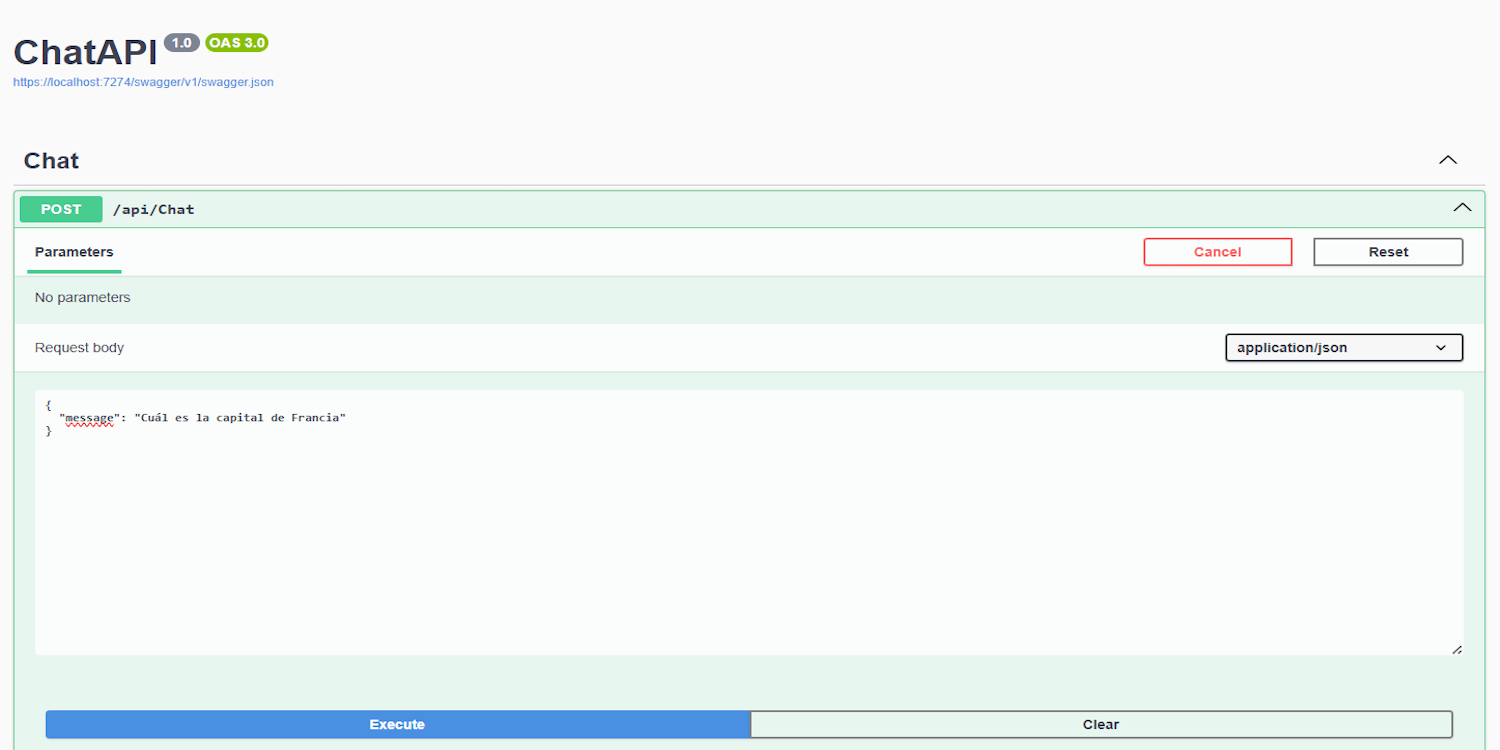 ChatAPI 1.0 OAS 3.0
https://localhost:7274/swagger/v1/swagger.json
Chat
POST /api/Chat
Parameters Cancel Reset
No parameters
Request body application/json
{
"message": "Cuál es la capital de Francia"
}
Execute Clear